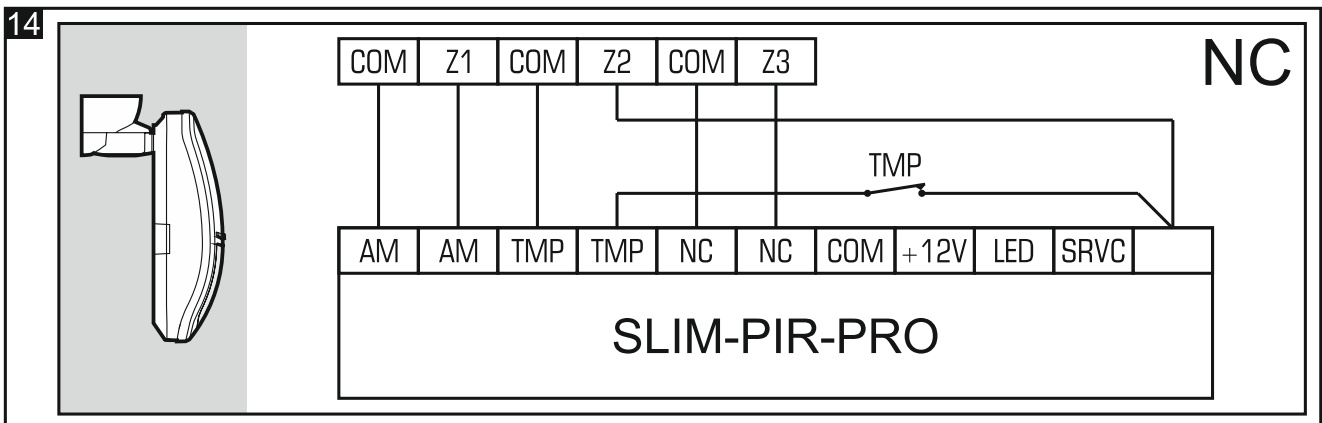 14
NC
COM Z1 COM Z2 COM Z3
TMP
AM AM TMP TMP NC NC COM +12V LED SRVC
SLIM-PIR-PRO